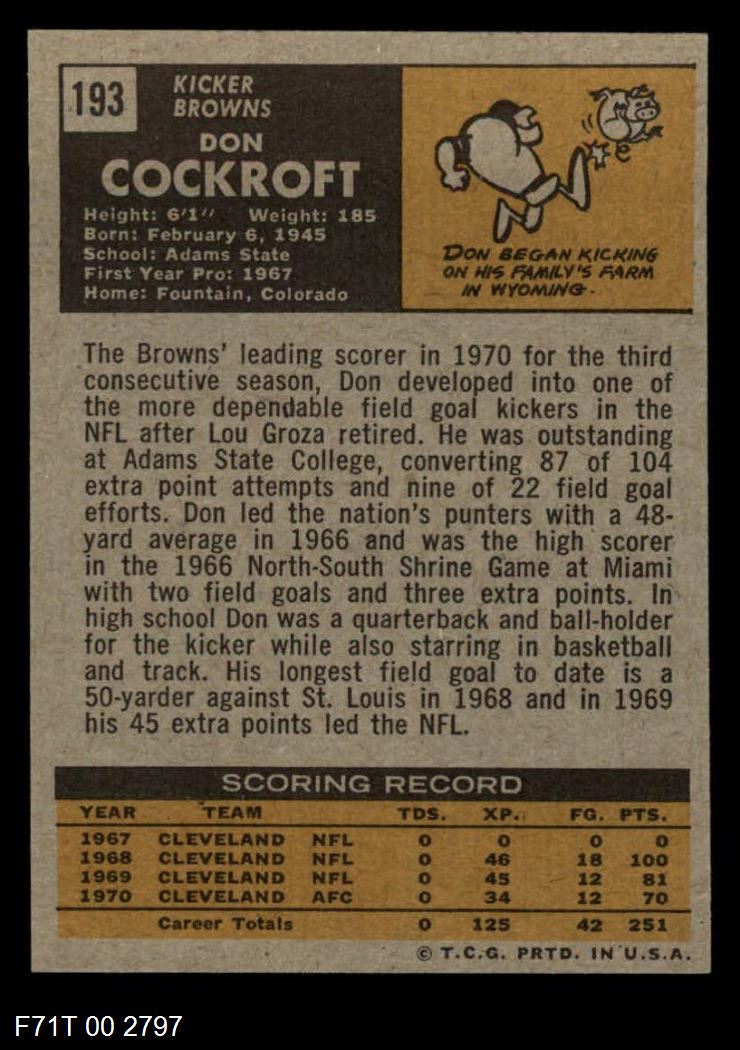 193
KICKER
BROWNS
DON
COCKROFT
Height: 6'1" Weight: 185
Born: February 6, 1945
School: Adams State
First Year Pro: 1967
Home: Fountain, Colorado
DON BEGAN KICKING
ON HIS FAMILY'S FARM
IN WYOMING.
The Browns' leading scorer in 1970 for the third
consecutive season, Don developed into one of
the more dependable field goal kickers in the
NFL after Lou Groza retired. He was outstanding
at Adams State College, converting 87 of 104
extra point attempts and nine of 22 field goal
efforts. Don led the nation's punters with a 48-
yard average in 1966 and was the high scorer
in the 1966 North-South Shrine Game at Miami
with two field goals and three extra points. In
high school Don was a quarterback and ball-holder
for the kicker while also starring in basketball
and track. His longest field goal to date is a
50-yarder against St. Louis in 1968 and in 1969
his 45 extra points led the NFL.
SCORING RECORD
YEAR TEAM TDS. XP. FG. PTS.
1967 CLEVELAND NFL 0 0 0 0
1968 CLEVELAND NFL 0 46 18 100
1969 CLEVELAND NFL 0 45 12 81
1970 CLEVELAND AFC 0 34 12 70
Career Totals 0 125 42 251
© T.C.G. PRTD. IN U.S.A.
F71T 00 2797